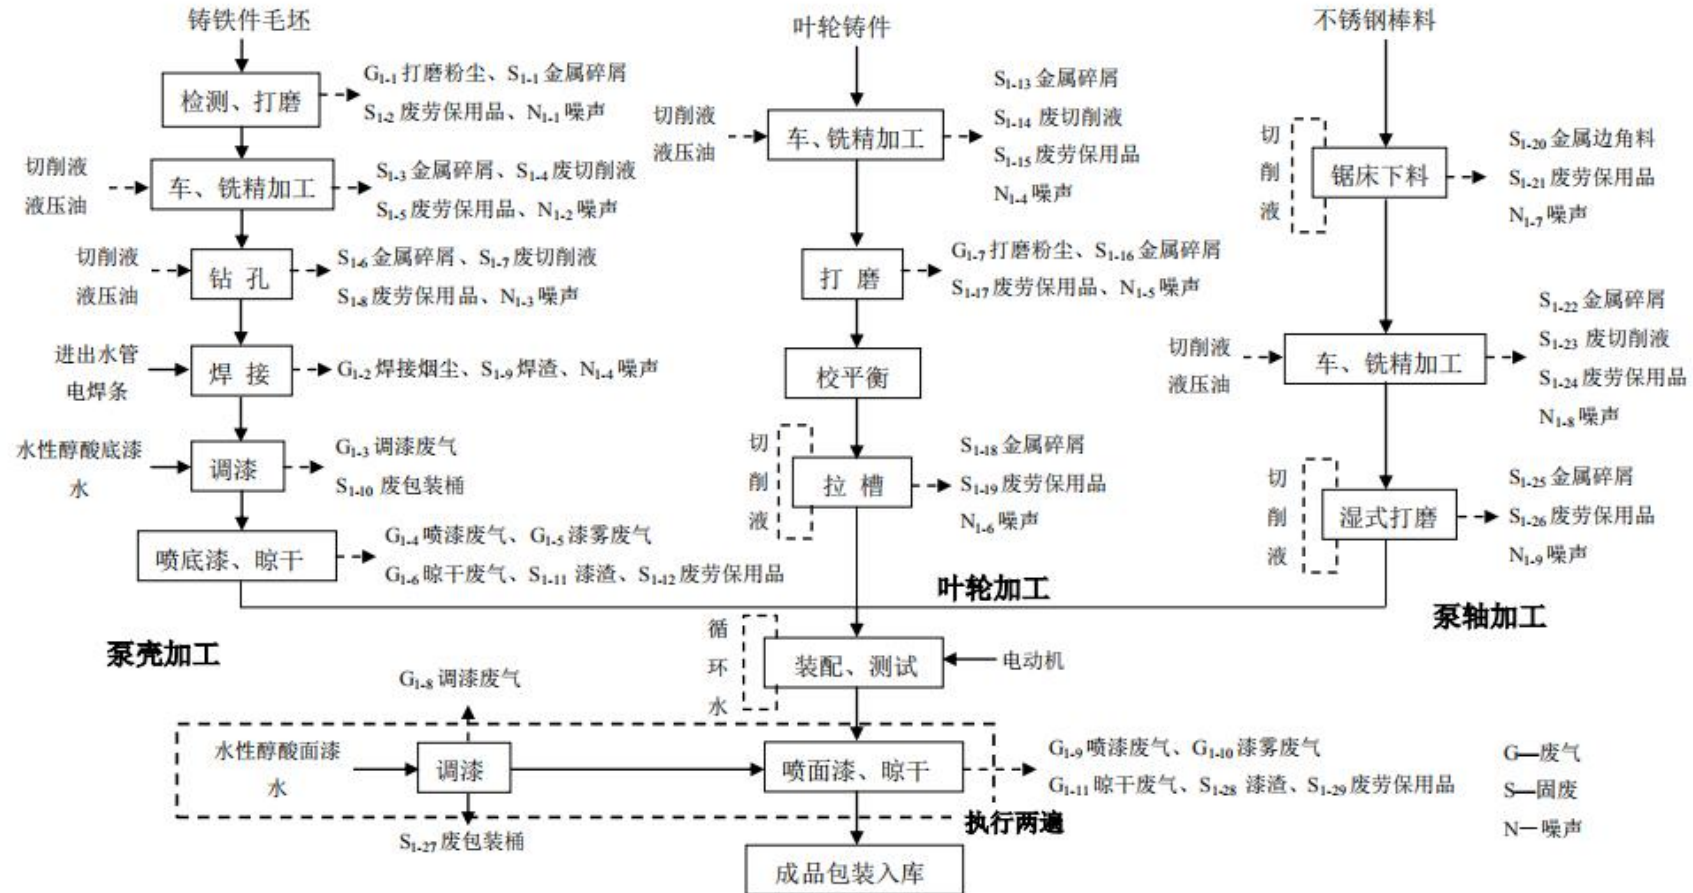 铸铁件毛坯
检测、打磨
G1-1 打磨粉尘、S1-1 金属碎屑
S1-2 废劳保用品、N1-1 噪声
切削液
液压油
车、铣精加工
S1-3 金属碎屑、S1-4 废切削液
S1-5 废劳保用品、N1-2 噪声
切削液
液压油
钻 孔
S1-6 金属碎屑、S1-7 废切削液
S1-8 废劳保用品、N1-3 噪声
进出水管
电焊条
焊 接
G1-2 焊接烟尘、S1-9 焊渣、N1-4 噪声
水性醇酸底漆
水
调漆
G1-3 调漆废气
S1-10 废包装桶
喷底漆、晾干
G1-4 喷漆废气、G1-5 漆雾废气
G1-6 晾干废气、S1-11 漆渣、S1-12 废劳保用品
泵壳加工
叶轮铸件
切削液
液压油
车、铣精加工
S1-13 金属碎屑
S1-14 废切削液
S1-15 废劳保用品
N1-4 噪声
打 磨
G1-7 打磨粉尘、S1-16 金属碎屑
S1-17 废劳保用品、N1-5 噪声
校平衡
切
削
液
拉 槽
S1-18 金属碎屑
S1-19 废劳保用品
N1-6 噪声
叶轮加工
不锈钢棒料
切
削
液
锯床下料
S1-20 金属边角料
S1-21 废劳保用品
N1-7 噪声
切削液
液压油
车、铣精加工
S1-22 金属碎屑
S1-23 废切削液
S1-24 废劳保用品
N1-8 噪声
切
削
液
湿式打磨
S1-25 金属碎屑
S1-26 废劳保用品
N1-9 噪声
泵轴加工
循
环
水
装配、测试
电动机
G1-8 调漆废气
水性醇酸面漆
水
调漆
S1-27 废包装桶
喷面漆、晾干
G1-9 喷漆废气、G1-10 漆雾废气
G1-11 晾干废气、S1-28 漆渣、S1-29 废劳保用品
执行两遍
成品包装入库
G—废气
S—固废
N—噪声